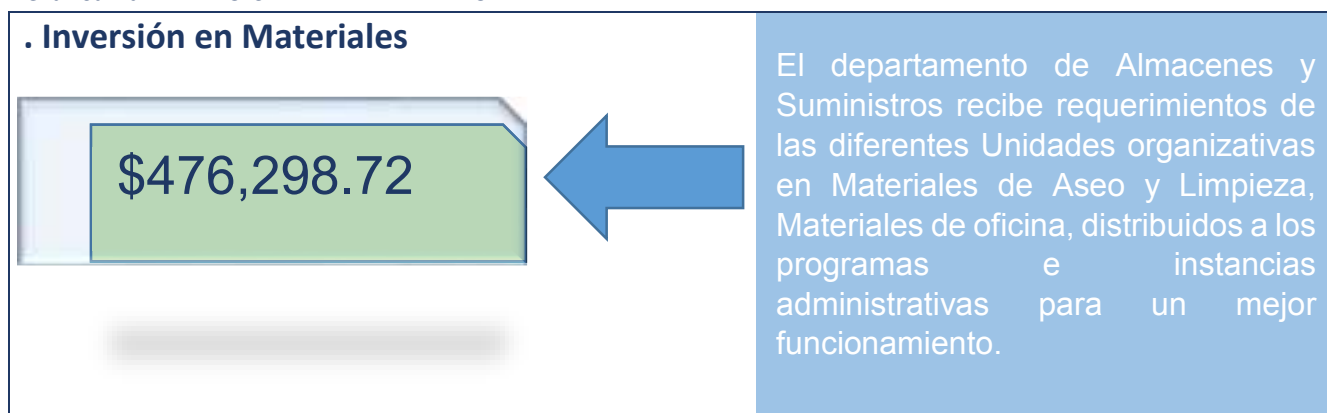 . Inversión en Materiales
$476,298.72
El departamento de Almacenes y
Suministros recibe requerimientos de
las diferentes Unidades organizativas
en Materiales de Aseo y Limpieza,
Materiales de oficina, distribuidos a los
programas e instancias
administrativas para un mejor
funcionamiento.